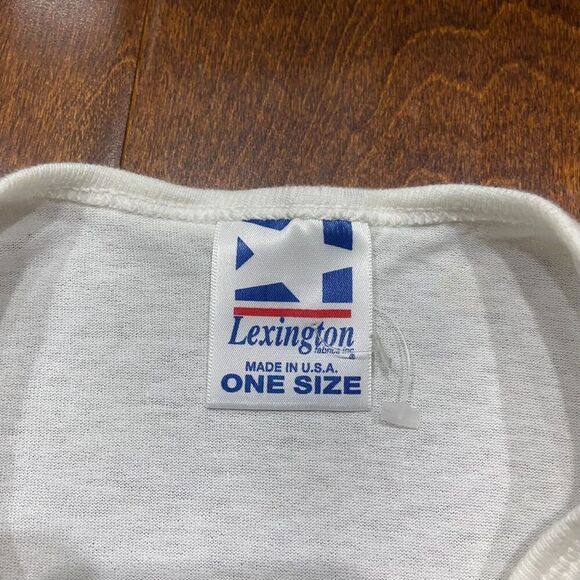 Lexington
fabrics inc.
MADE IN U.S.A.
ONE SIZE